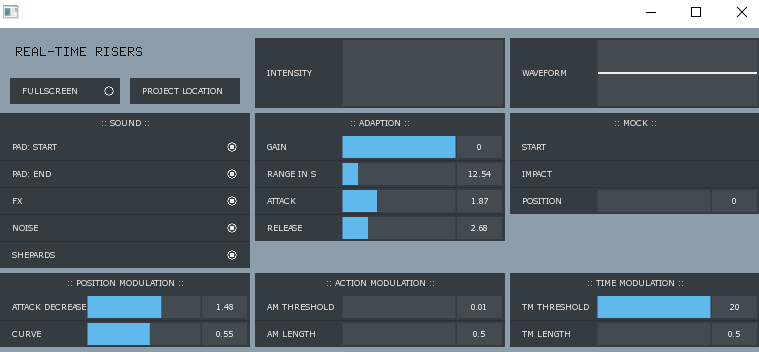 REAL-TIME RISERS
FULLSCREEN
PROJECT LOCATION
INTENSITY
WAVEFORM
:: SOUND ::
PAD: START
PAD: END
FX
NOISE
SHEPARDS
:: ADAPTION ::
GAIN 0
RANGE IN S 12.54
ATTACK 1.87
RELEASE 2.68
:: MOCK ::
START
IMPACT
POSITION 0
:: POSITION MODULATION ::
ATTACK DECREASE 1.48
CURVE 0.55
:: ACTION MODULATION ::
AM THRESHOLD 0.01
AM LENGTH 0.5
:: TIME MODULATION ::
TM THRESHOLD 20
TM LENGTH 0.5